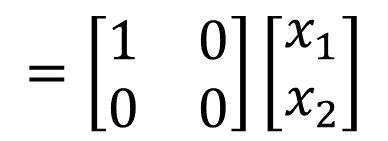 = [1 0] [x₁]
  [0 0] [x₂]